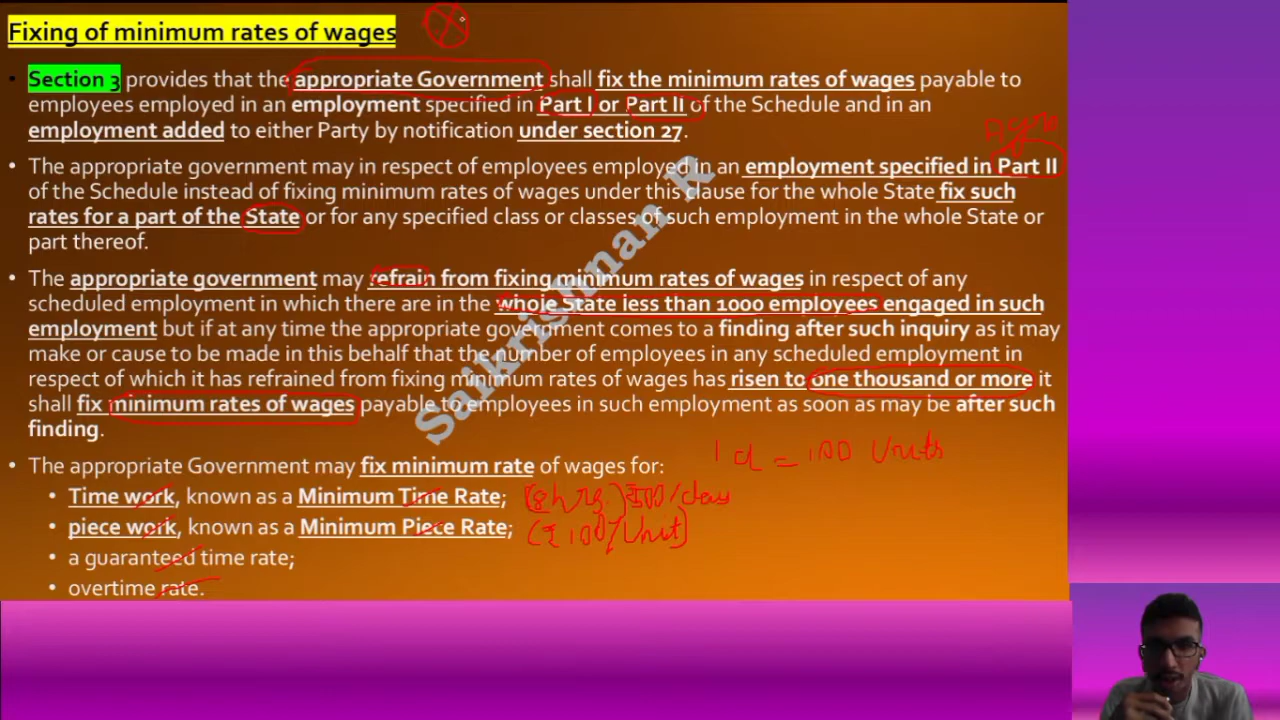 Fixing of minimum rates of wages
• Section 3 provides that the appropriate Government shall fix the minimum rates of wages payable to
employees employed in an employment specified in Part I or Part II of the Schedule and in an
employment added to either Party by notification under section 27.
Agro
• The appropriate government may in respect of employees employed in an employment specified in Part II
of the Schedule instead of fixing minimum rates of wages under this clause for the whole State fix such
rates for a part of the State or for any specified class or classes of such employment in the whole State or
part thereof.
• The appropriate government may refrain from fixing minimum rates of wages in respect of any
scheduled employment in which there are in the whole State less than 1000 employees engaged in such
employment but if at any time the appropriate government comes to a finding after such inquiry as it may
make or cause to be made in this behalf that the number of employees in any scheduled employment in
respect of which it has refrained from fixing minimum rates of wages has risen to one thousand or more it
shall fix minimum rates of wages payable to employees in such employment as soon as may be after such
finding.
1 d = 100 Units
• The appropriate Government may fix minimum rate of wages for:
• Time work, known as a Minimum Time Rate; (8 hrs.) ₹500/day
• piece work, known as a Minimum Piece Rate; (₹ 100/Unit)
• a guaranteed time rate;
• overtime rate.
Saikrishnan R